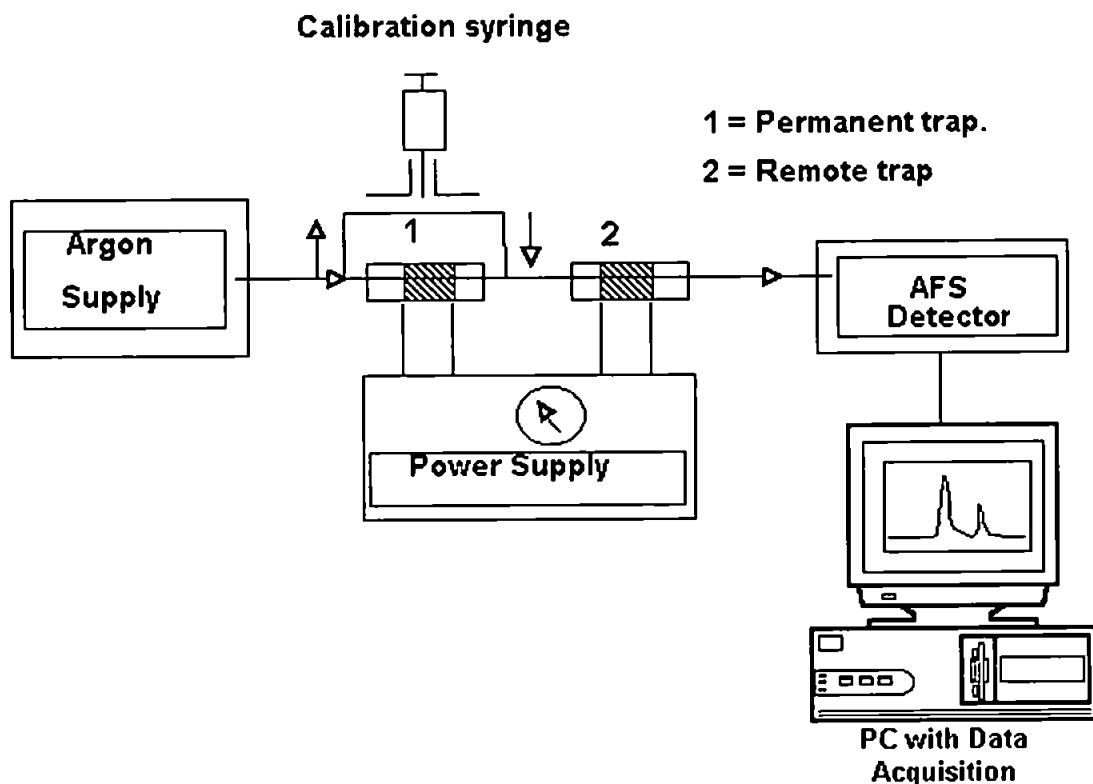 Calibration syringe
1 = Permanent trap.
2 = Remote trap
Argon
Supply
1
2
AFS
Detector
Power Supply
PC with Data
Acquisition